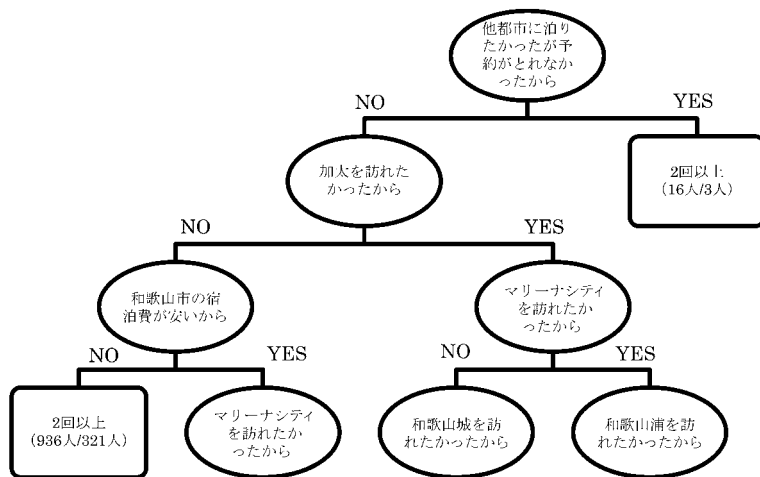 他都市に泊り
たかったが予
約がとれなか
ったから
NO
YES
加太を訪れた
かったから
2回以上
（16人/3人）
NO
YES
和歌山市の宿
泊費が安いから
マリーナシティ
を訪れたか
ったから
NO
YES
NO
YES
2回以上
（936人/321人）
マリーナシティ
を訪れたか
ったから
和歌山城を訪
れたかったから
和歌山浦を訪
れたかったから